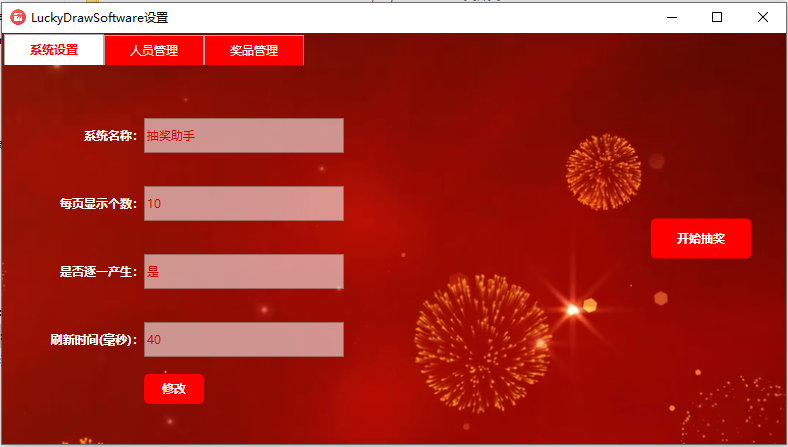 LuckyDrawSoftware设置
系统设置 人员管理 奖品管理
系统名称： 抽奖助手
每页显示个数： 10
开始抽奖
是否逐一产生： 是
刷新时间(毫秒)： 40
修改